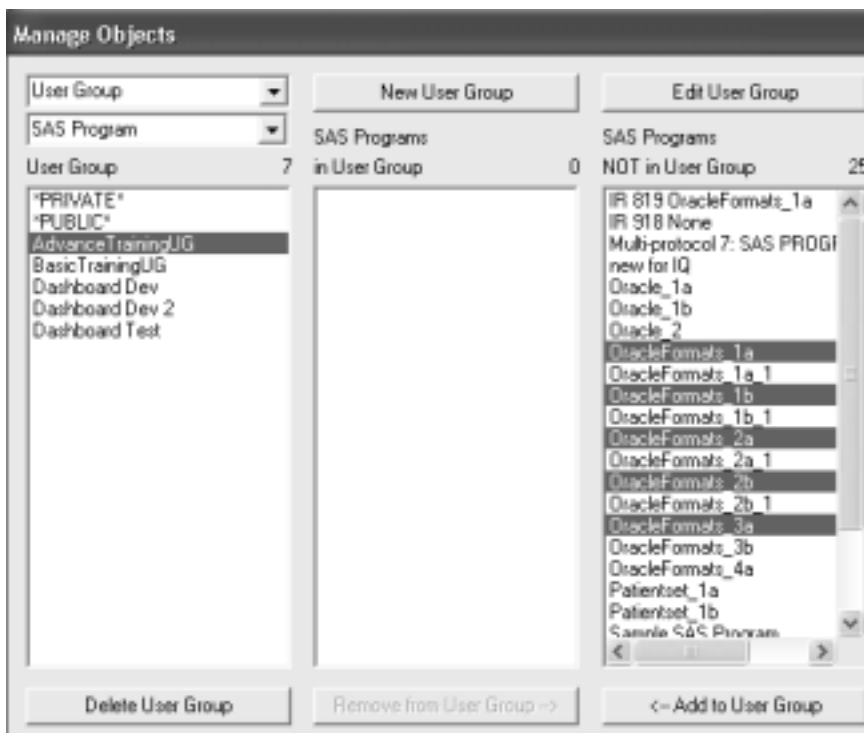 Manage Objects
User Group
New User Group
Edit User Group
SAS Program
SAS Programs
SAS Programs
User Group 7
in User Group 0
NOT in User Group 25
*PRIVATE*
*PUBLIC*
AdvanceTrainingUG
BasicTrainingUG
Dashboard Dev
Dashboard Dev 2
Dashboard Test
IR 819 OracleFormats_1a
IR 918 None
Multi-protocol 7: SAS PROGR
new for IQ
Oracle_1a
Oracle_1b
Oracle_2
OracleFormats_1a
OracleFormats_1a_1
OracleFormats_1b
OracleFormats_1b_1
OracleFormats_2a
OracleFormats_2a_1
OracleFormats_2b
OracleFormats_2b_1
OracleFormats_3a
OracleFormats_3b
OracleFormats_4a
Patientset_1a
Patientset_1b
Sample SAS Program
Delete User Group
Remove from User Group -->
<-- Add to User Group